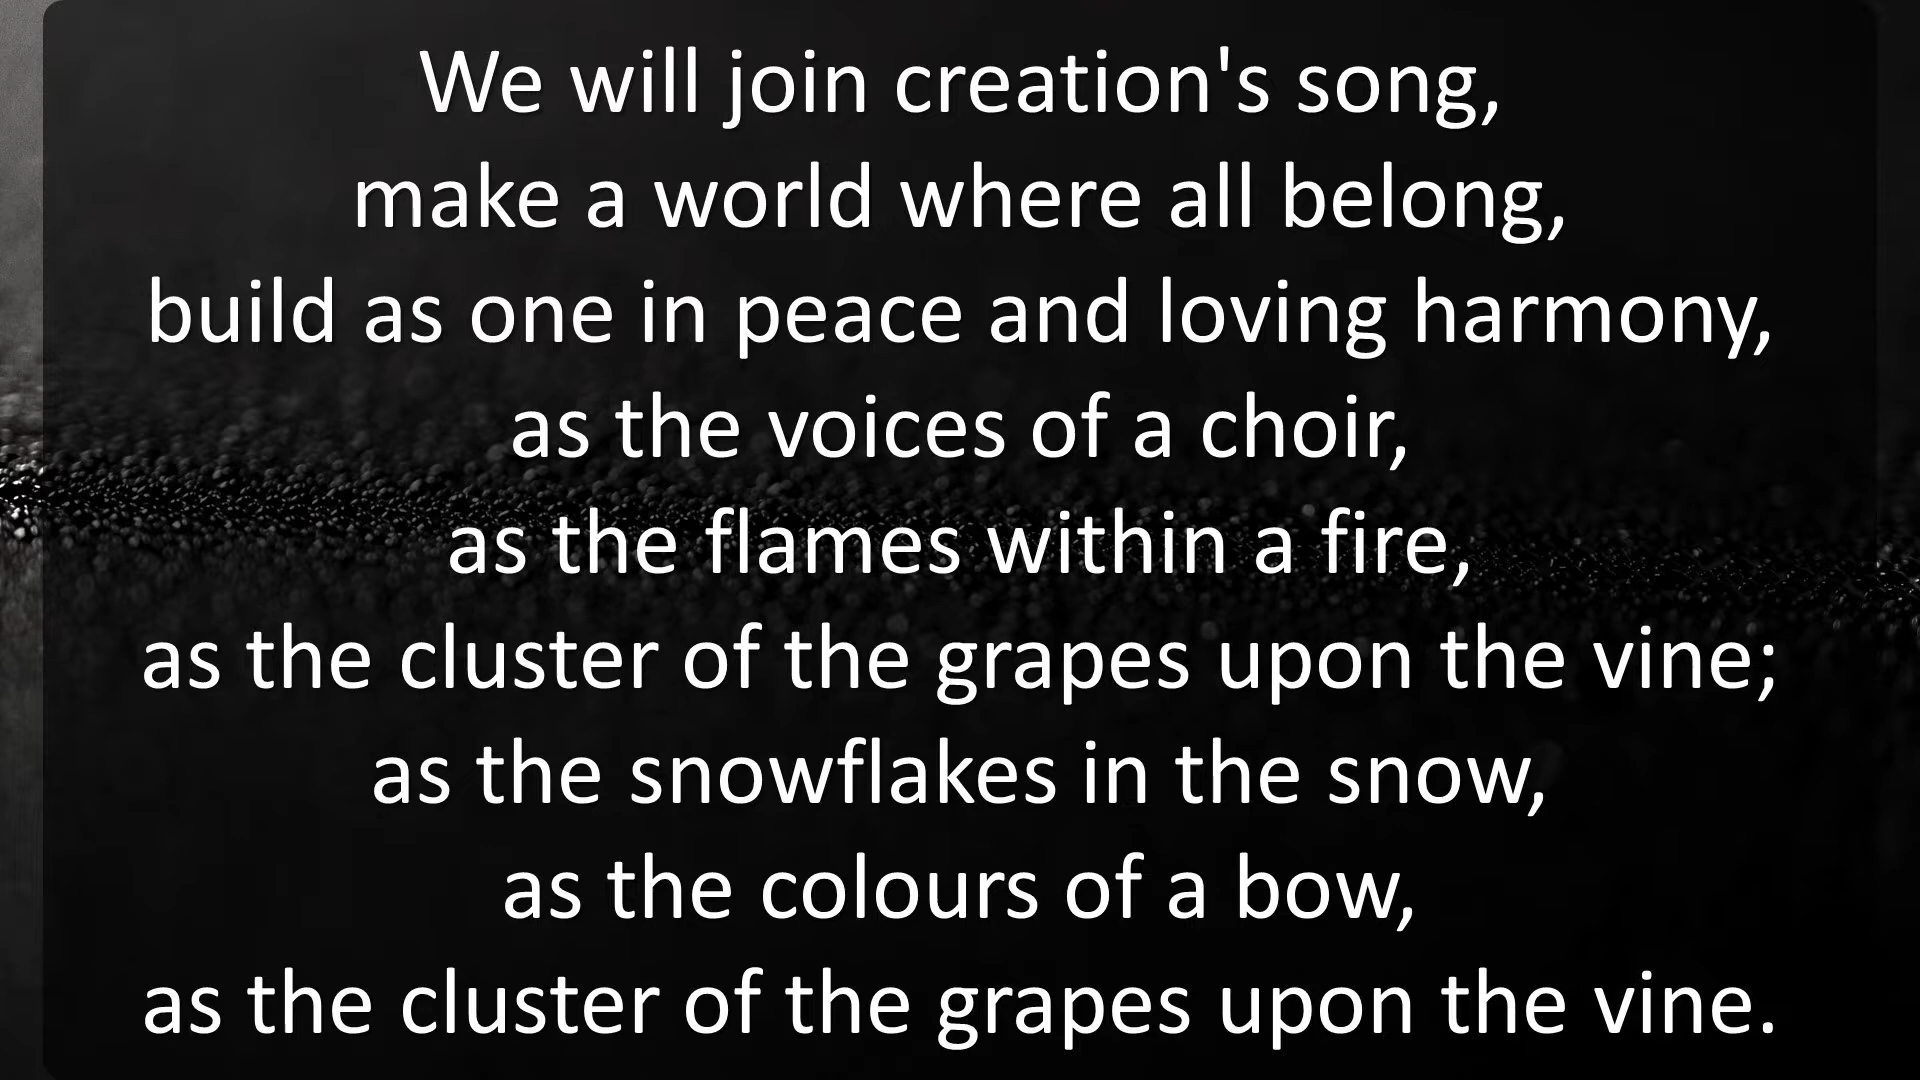 We will join creation's song,
make a world where all belong,
build as one in peace and loving harmony,
as the voices of a choir,
as the flames within a fire,
as the cluster of the grapes upon the vine;
as the snowflakes in the snow,
as the colours of a bow,
as the cluster of the grapes upon the vine.